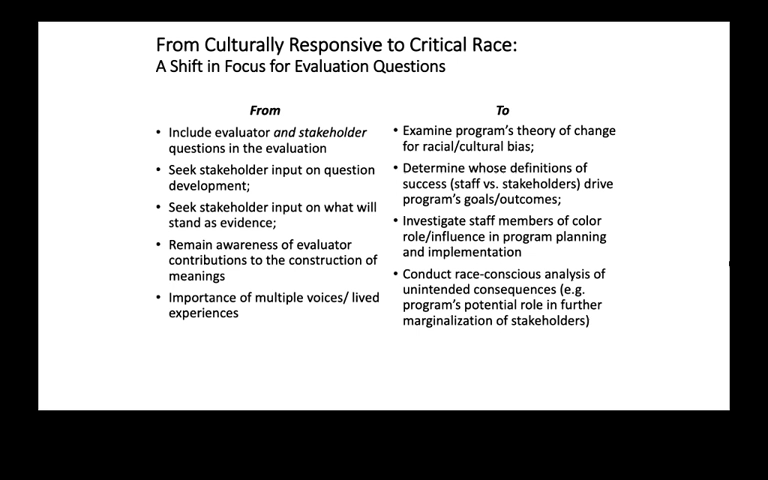 From Culturally Responsive to Critical Race:
A Shift in Focus for Evaluation Questions
From
• Include evaluator and stakeholder
questions in the evaluation
• Seek stakeholder input on question
development;
• Seek stakeholder input on what will
stand as evidence;
• Remain awareness of evaluator
contributions to the construction of
meanings
• Importance of multiple voices/ lived
experiences
To
• Examine program’s theory of change
for racial/cultural bias;
• Determine whose definitions of
success (staff vs. stakeholders) drive
program’s goals/outcomes;
• Investigate staff members of color
role/influence in program planning
and implementation
• Conduct race-conscious analysis of
unintended consequences (e.g.
program’s potential role in further
marginalization of stakeholders)